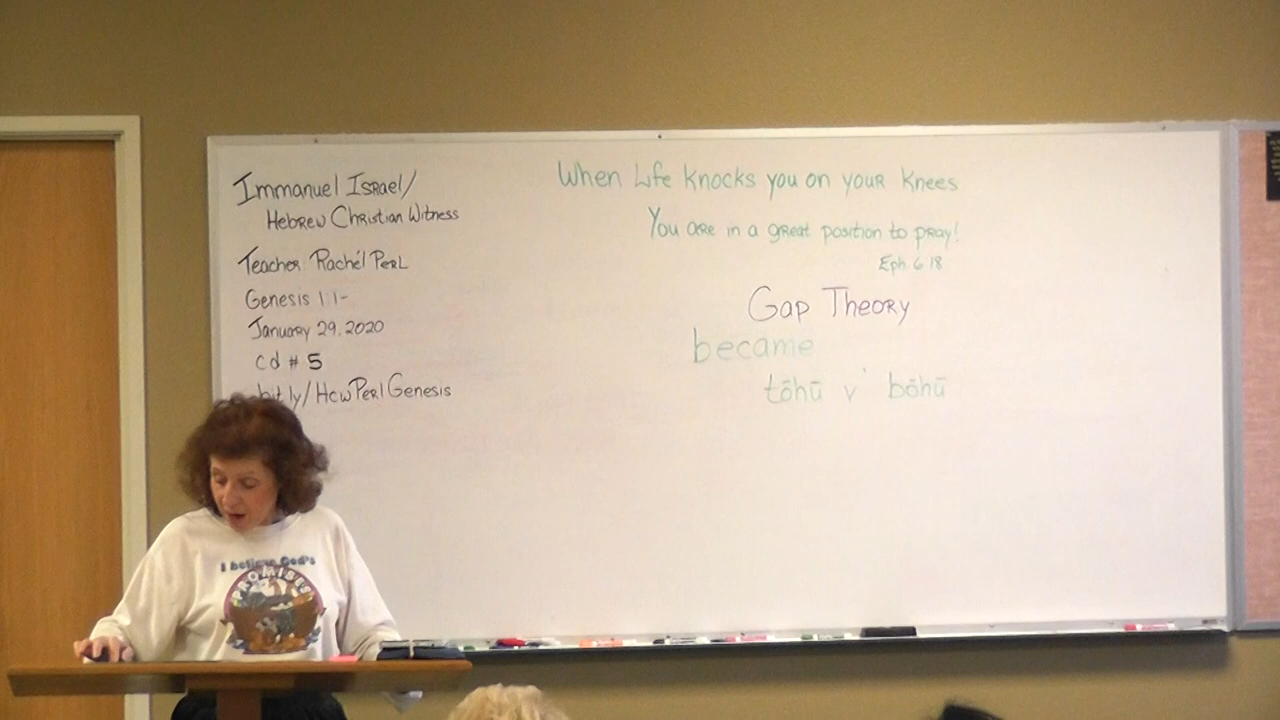 Immanuel Israel/
Hebrew Christian Witness
Teacher: Rachél Perl
Genesis 1:1-
January 29, 2020
cd # 5
bit.ly/HcwPerlGenesis
When Life Knocks you on your Knees
You are in a great position to pray!
Eph. 6:18
Gap Theory
became
tōhū v' bōhū
I believe God's
PROMISES